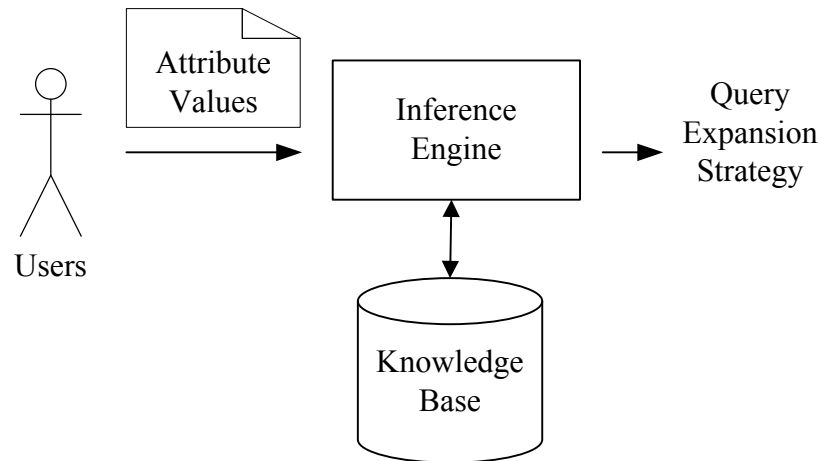 Attribute
Values
Users
Inference
Engine
Query
Expansion
Strategy
Knowledge
Base